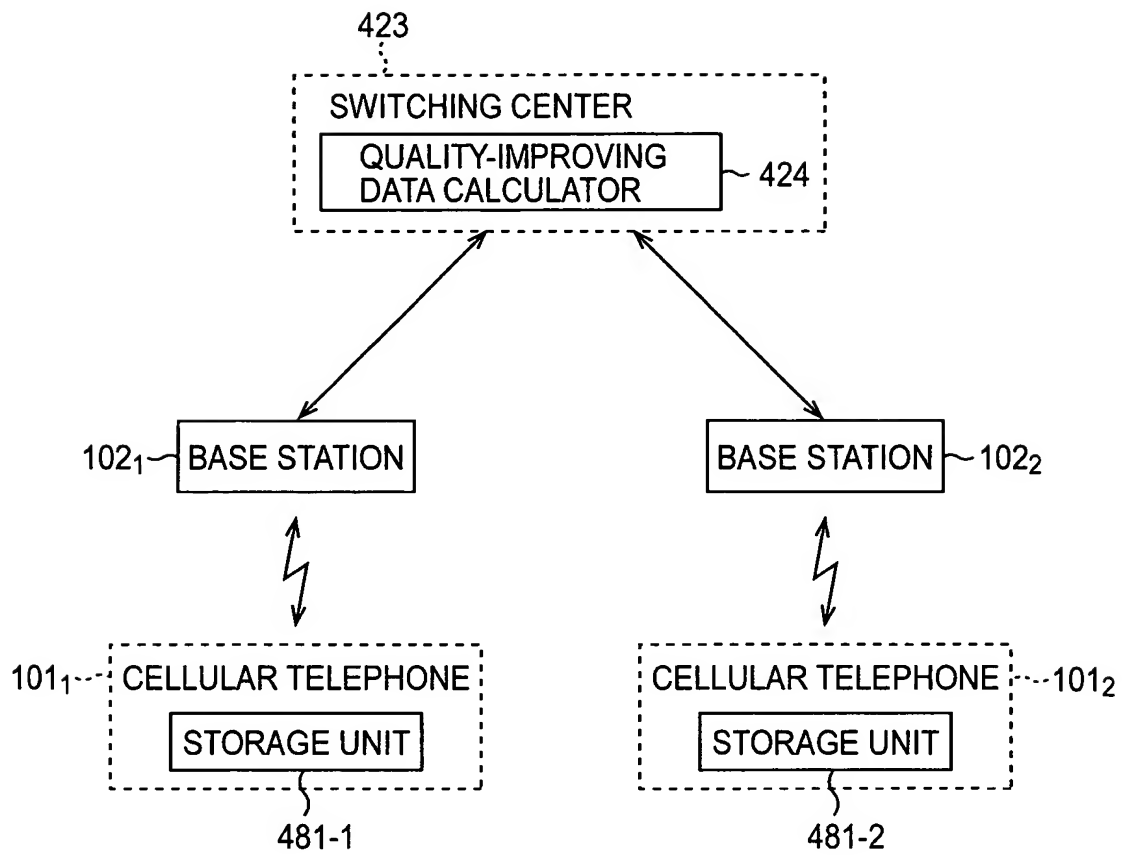 423
SWITCHING CENTER
QUALITY-IMPROVING
DATA CALCULATOR
424
102₁
BASE STATION
BASE STATION
102₂
101₁
CELLULAR TELEPHONE
STORAGE UNIT
481-1
CELLULAR TELEPHONE
101₂
STORAGE UNIT
481-2